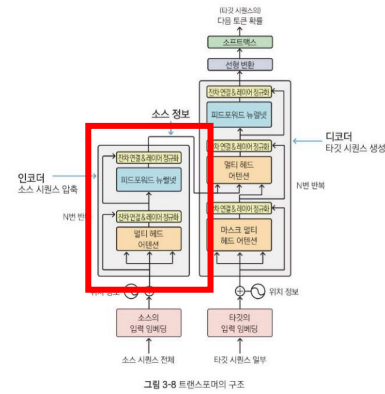 (타깃 시퀀스의)
다음 토큰 확률
소프트맥스
선형 변환
잔차 연결&레이어 정규화
피드포워드 뉴럴넷
소스 정보
디코더
타깃 시퀀스 생성
잔차 연결&레이어 정규화
멀티 헤드
어텐션
인코더
소스 시퀀스 압축
잔차 연결&레이어 정규화
피드포워드 뉴럴넷
N번 반복
N번 반
잔차 연결&레이어 정규화
멀티 헤드
어텐션
잔차 연결&레이어 정규화
마스크 멀티
헤드 어텐션
위치 정보
위치 정보
소스의
입력 임베딩
타깃의
입력 임베딩
소스 시퀀스 전체
타깃 시퀀스 일부
그림 3-8 트랜스포머의 구조